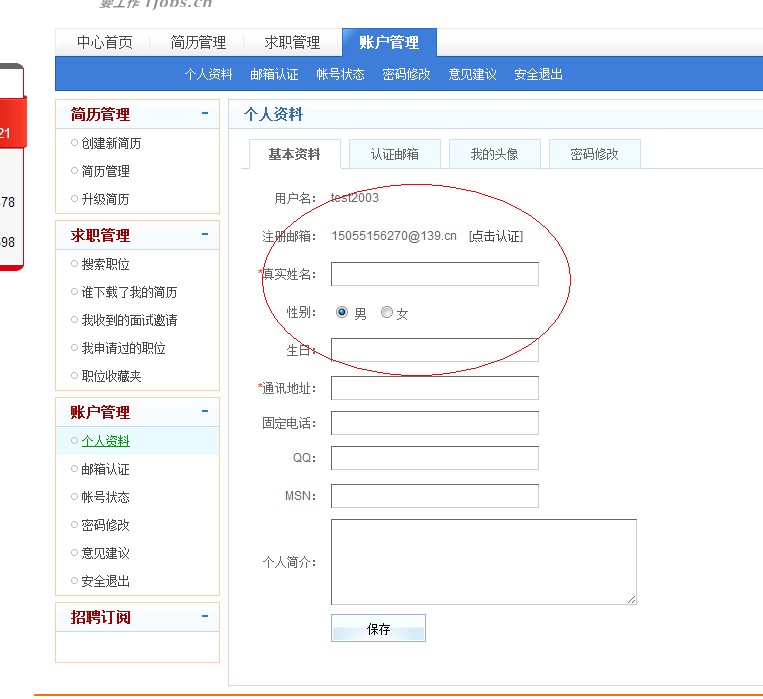 要工作 1jobs.cn
中心首页 简历管理 求职管理 账户管理
个人资料 邮箱认证 帐号状态 密码修改 意见建议 安全退出
21
78
98
简历管理 -
创建新简历
简历管理
升级简历
求职管理 -
搜索职位
谁下载了我的简历
我收到的面试邀请
我申请过的职位
职位收藏夹
账户管理 -
个人资料
邮箱认证
帐号状态
密码修改
意见建议
安全退出
招聘订阅 -
个人资料
基本资料 认证邮箱 我的头像 密码修改
用户名： test2003
注册邮箱： 15055156270@139.cn [点击认证]
*真实姓名：
性别： 男 女
生日：
*通讯地址：
固定电话：
QQ：
MSN：
个人简介：
保存